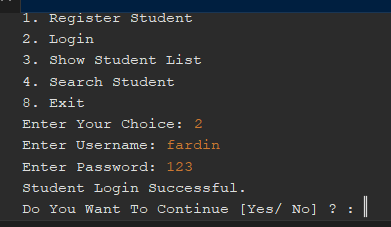 1. Register Student
2. Login
3. Show Student List
4. Search Student
8. Exit
Enter Your Choice: 2
Enter Username: fardin
Enter Password: 123
Student Login Successful.
Do You Want To Continue [Yes/ No] ? :